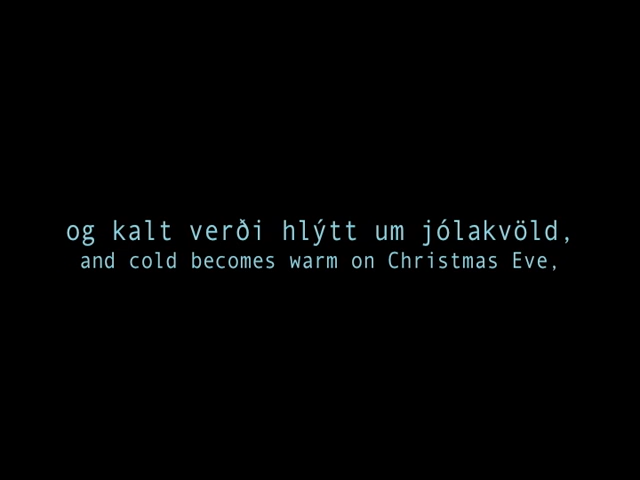 og kalt verði hlýtt um jólakvöld,
and cold becomes warm on Christmas Eve,